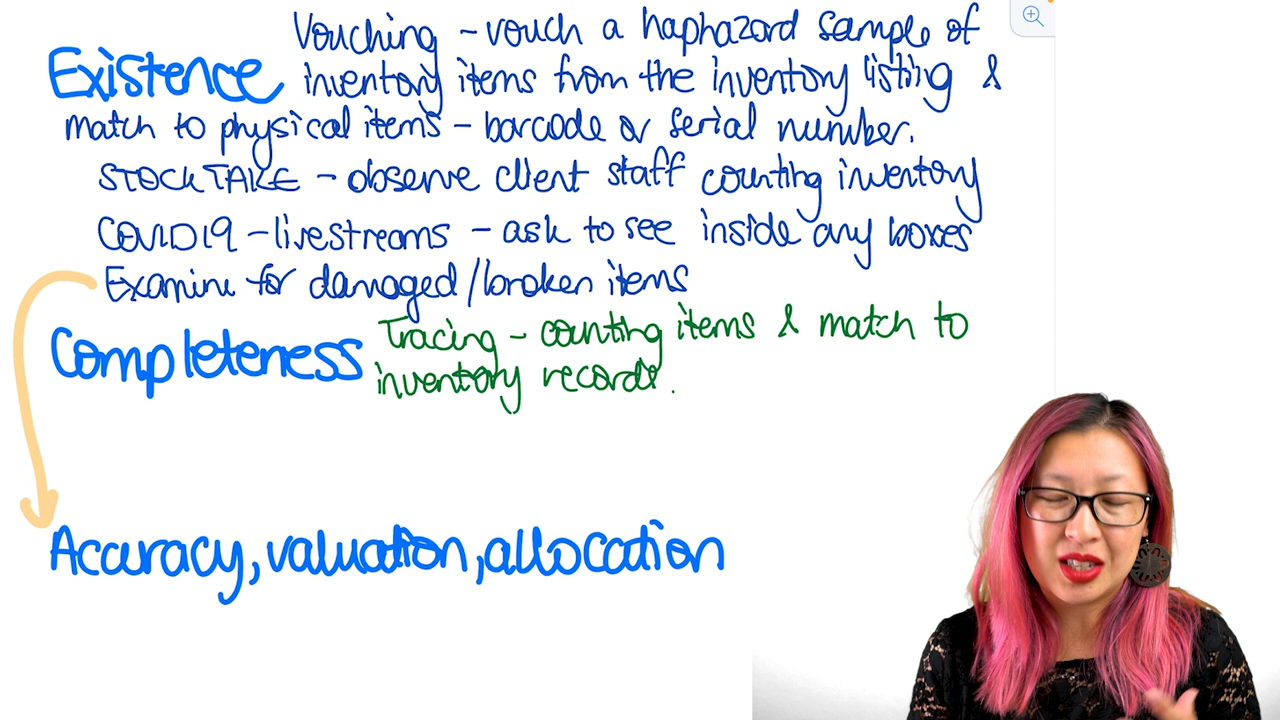 Vouching - vouch a haphazard sample of
Existence inventory items from the inventory listing &
match to physical items - barcode or serial number.
STOCKTAKE - observe client staff counting inventory
COVID19 - livestreams - ask to see inside any boxes
Examine for damaged/broken items
Tracing - counting items & match to
Completeness inventory records.
Accuracy, valuation, allocation